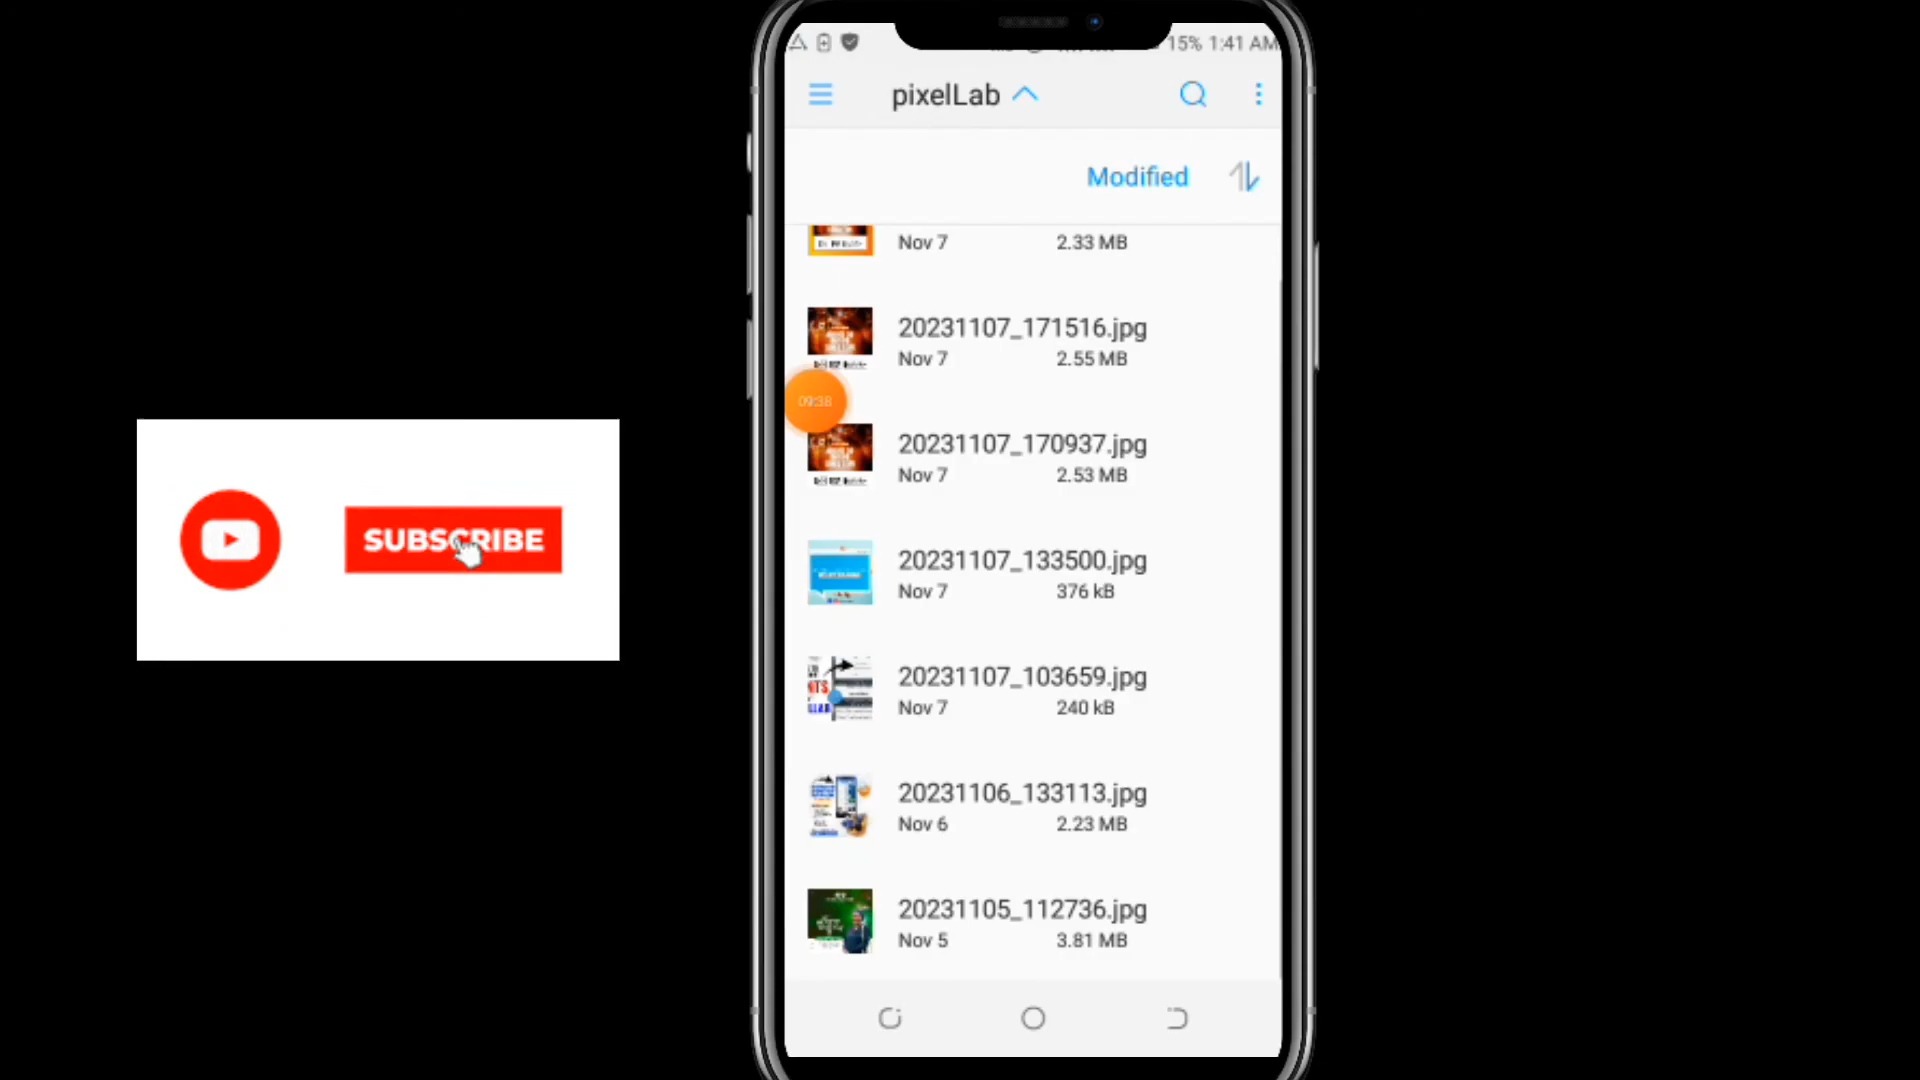 15% 1:41 AM
pixelLab
Modified
Nov 7 2.33 MB
20231107_171516.jpg
Nov 7 2.55 MB
09:38
20231107_170937.jpg
Nov 7 2.53 MB
SUBSCRIBE
20231107_133500.jpg
Nov 7 376 kB
20231107_103659.jpg
Nov 7 240 kB
20231106_133113.jpg
Nov 6 2.23 MB
20231105_112736.jpg
Nov 5 3.81 MB